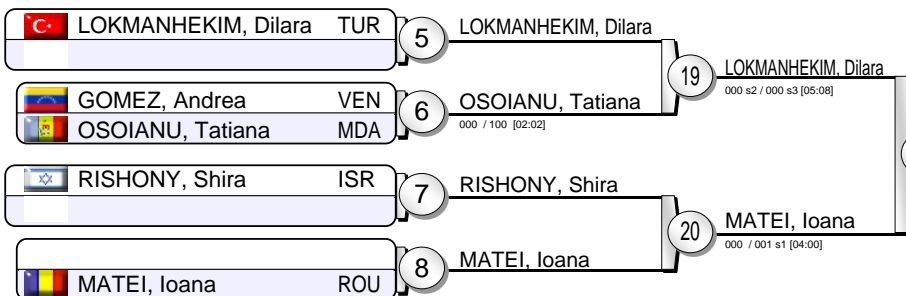 LOKMANHEKIM, Dilara TUR
5
LOKMANHEKIM, Dilara
GOMEZ, Andrea VEN
OSOIANU, Tatiana MDA
6
OSOIANU, Tatiana
000 / 100 [02:02]
19
LOKMANHEKIM, Dilara
000 s2 / 000 s3 [05:08]
RISHONY, Shira ISR
7
RISHONY, Shira
MATEI, Ioana ROU
8
MATEI, Ioana
20
MATEI, Ioana
000 / 001 s1 [04:00]